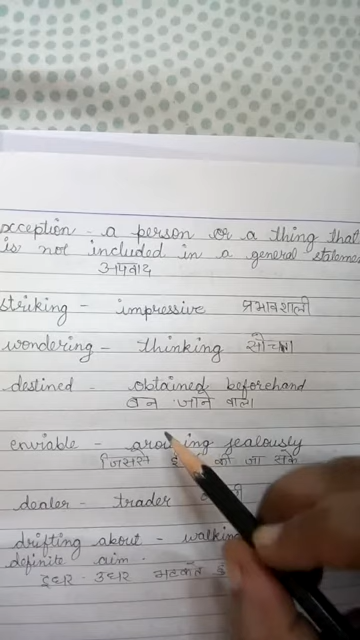 xception - a person or a thing that
is not included in a general stateme
अपवाद
striking - impressive प्रभावशाली
wondering - thinking सोचना
destined - obtained beforehand
बन जाने वाला
enviable - arousing jealously
जिससे की जा सके
dealer - trader
drifting about - walking
definite aim.
इधर-उधर भटकना